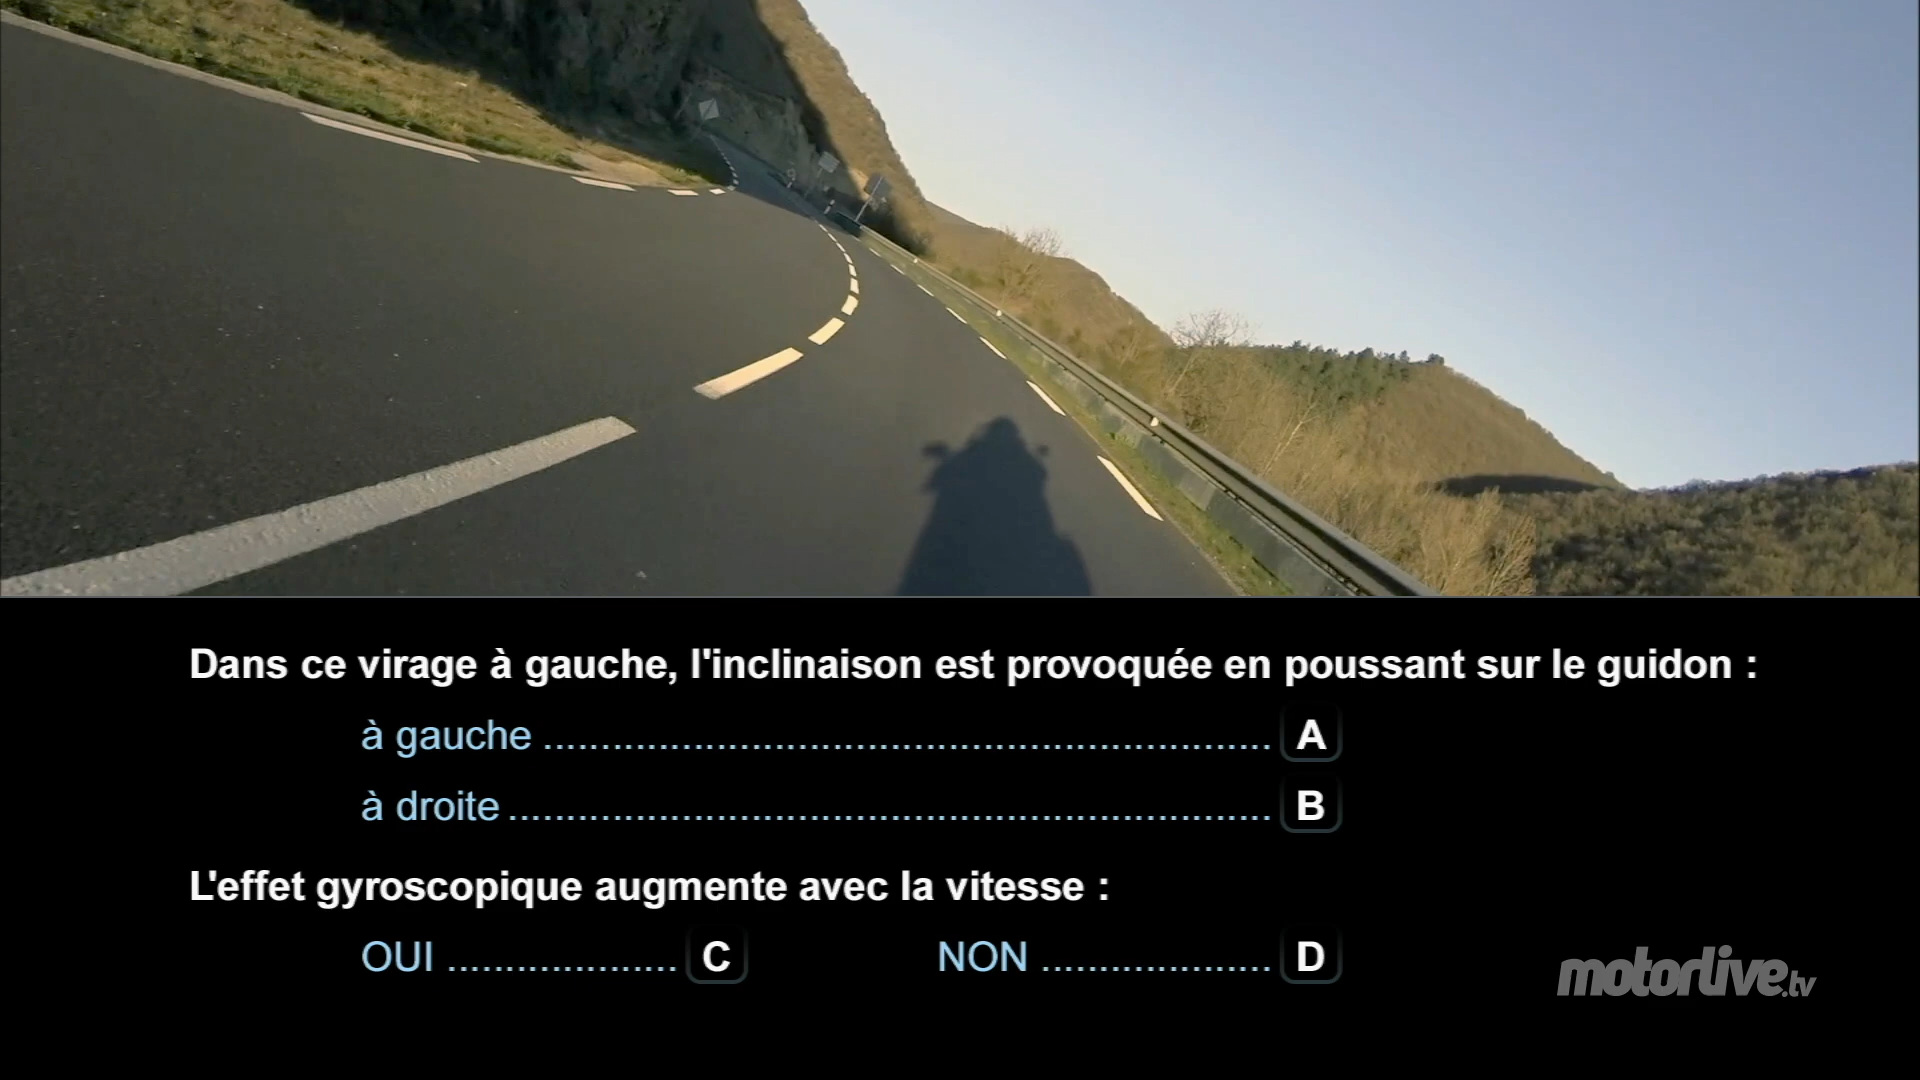 Dans ce virage à gauche, l'inclinaison est provoquée en poussant sur le guidon :
à gauche ............................................................... A
à droite .................................................................. B
L'effet gyroscopique augmente avec la vitesse :
OUI .................... C NON .................... D
motorlive.tv